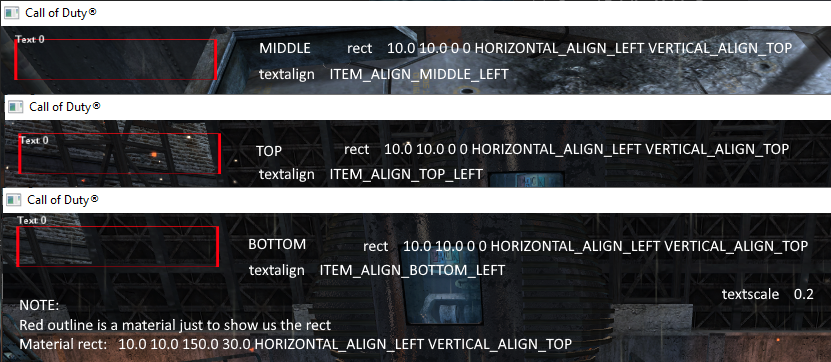 Call of Duty®
Text 0
MIDDLE rect 10.0 10.0 0 0 HORIZONTAL_ALIGN_LEFT VERTICAL_ALIGN_TOP
textalign ITEM_ALIGN_MIDDLE_LEFT
Call of Duty®
Text 0
TOP rect 10.0 10.0 0 0 HORIZONTAL_ALIGN_LEFT VERTICAL_ALIGN_TOP
textalign ITEM_ALIGN_TOP_LEFT
Call of Duty®
Text 0
BOTTOM rect 10.0 10.0 0 0 HORIZONTAL_ALIGN_LEFT VERTICAL_ALIGN_TOP
textalign ITEM_ALIGN_BOTTOM_LEFT
textscale 0.2
NOTE:
Red outline is a material just to show us the rect
Material rect: 10.0 10.0 150.0 30.0 HORIZONTAL_ALIGN_LEFT VERTICAL_ALIGN_TOP